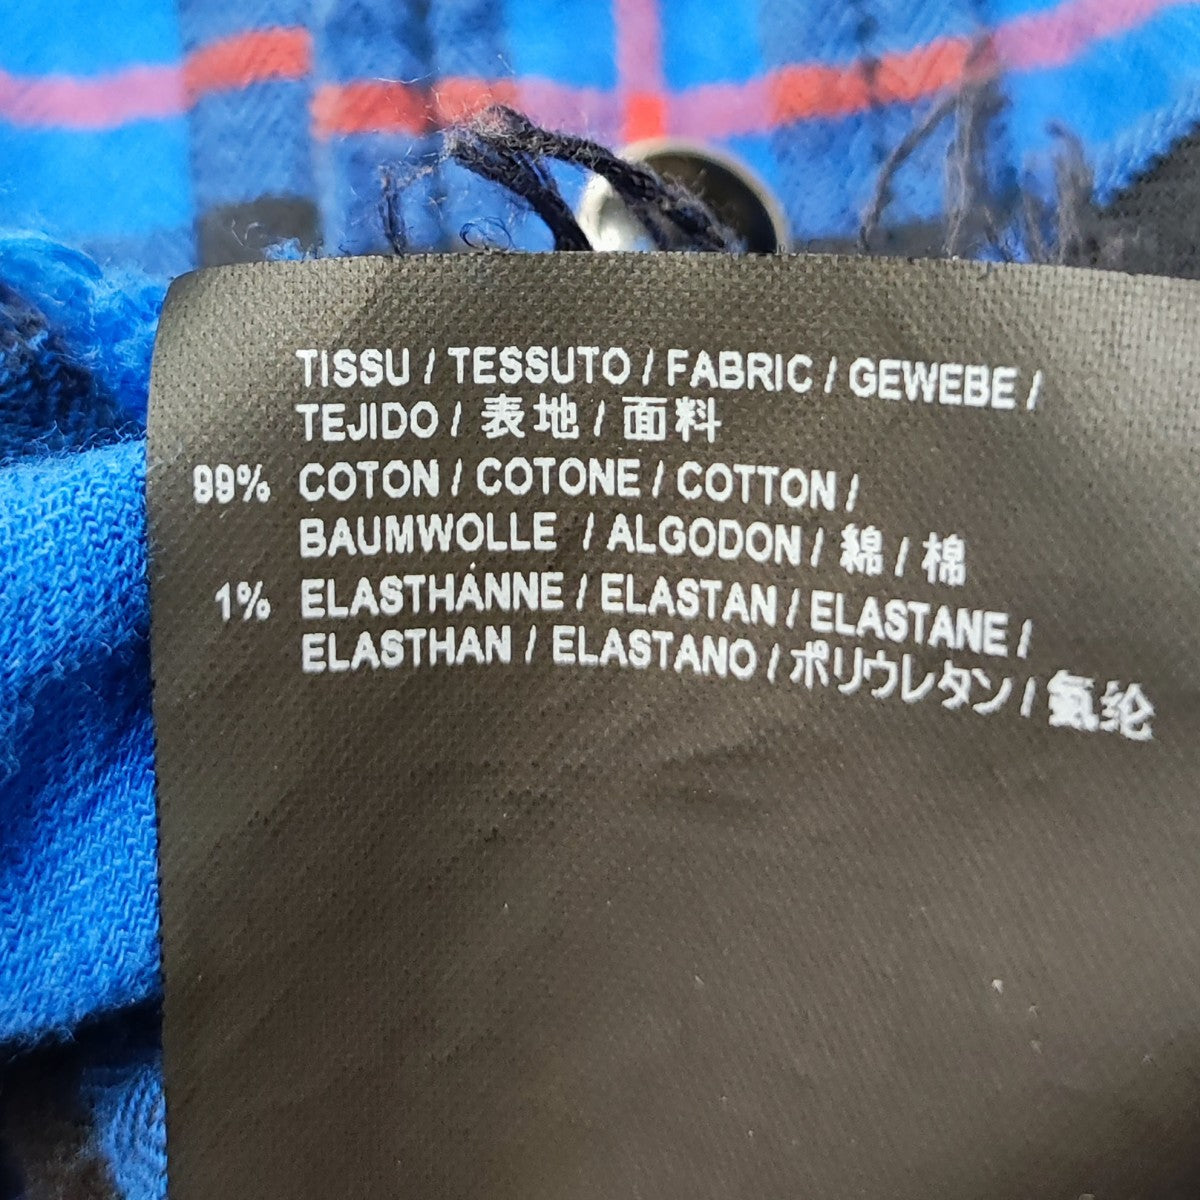 TISSU / TESSUTO / FABRIC / GEWEBE /
TEJIDO / 表地 / 面料
99% COTON / COTONE / COTTON /
BAUMWOLLE / ALGODON / 綿 / 棉
1% ELASTHANNE / ELASTAN / ELASTANE /
ELASTHAN / ELASTANO / ポリウレタン / 氨纶